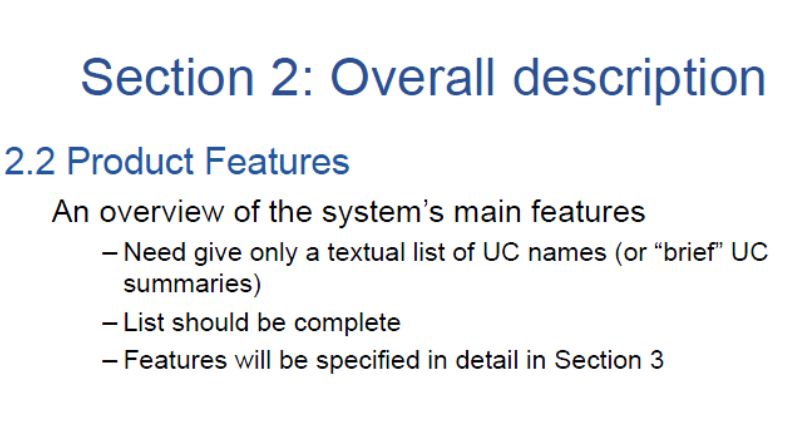 Section 2: Overall description
2.2 Product Features
An overview of the system’s main features
– Need give only a textual list of UC names (or “brief” UC
summaries)
– List should be complete
– Features will be specified in detail in Section 3